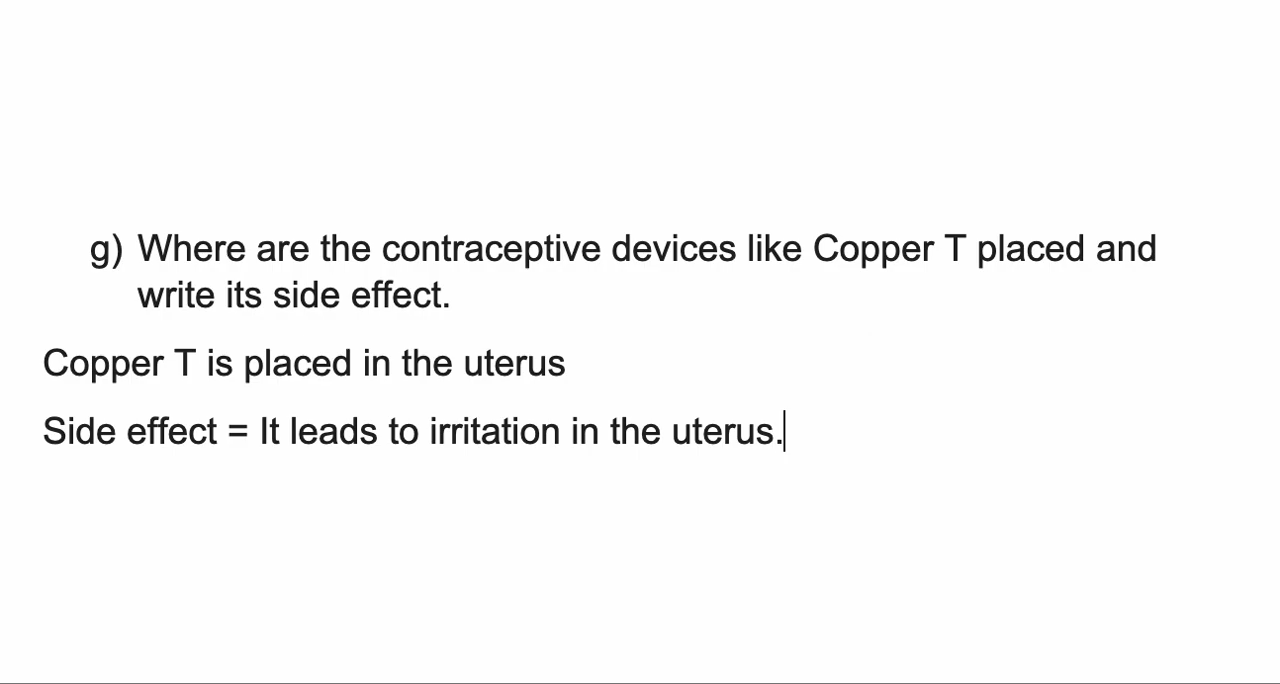 g) Where are the contraceptive devices like Copper T placed and
write its side effect.
Copper T is placed in the uterus
Side effect = It leads to irritation in the uterus.